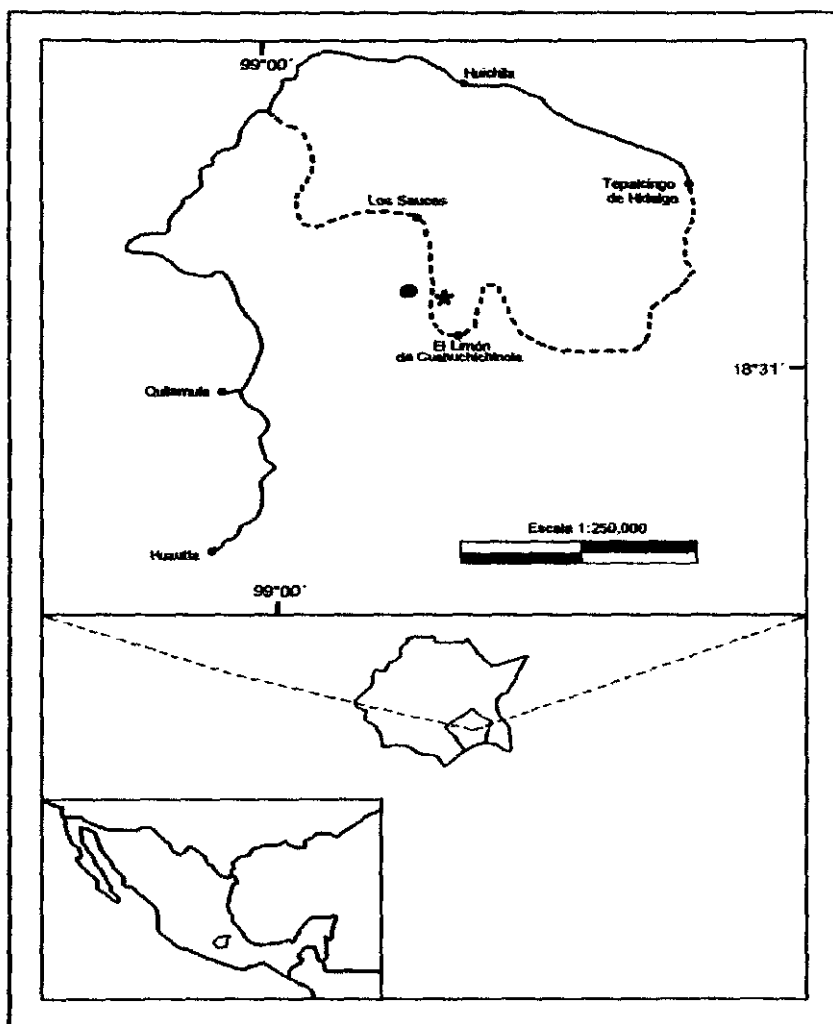 99°00´
Huichila
Tepalcingo
de Hidalgo
Los Sauces
El Limón
de Cuahuchichinola
18°31´
Quilamula
Escala 1:250,000
Huautla
99°00´